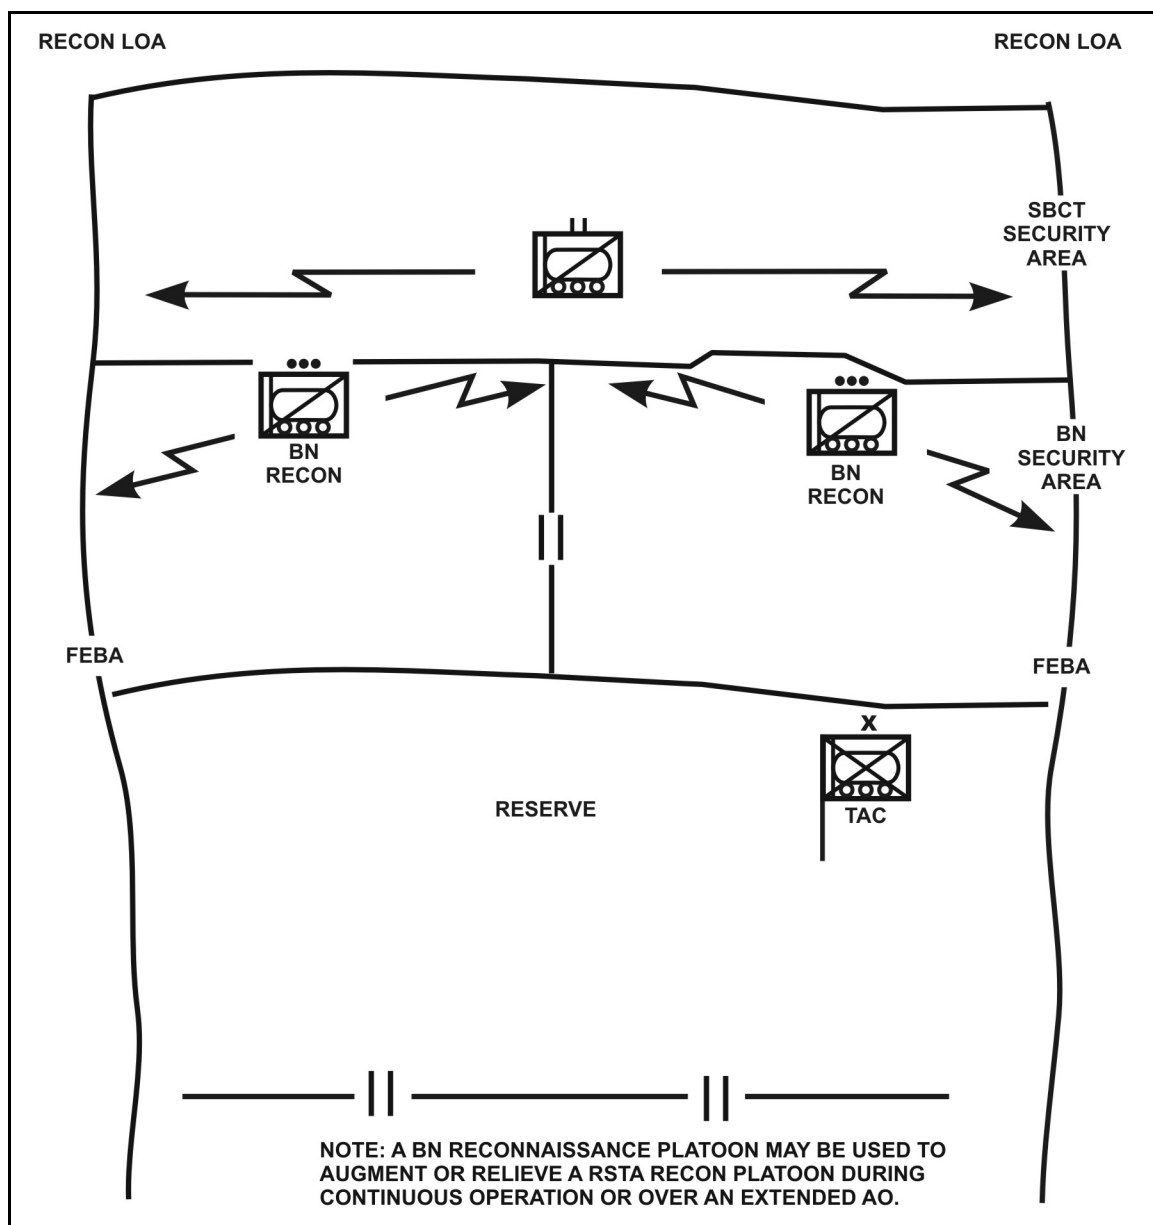 RECON LOA
RECON LOA
SBCT
SECURITY
AREA
BN
RECON
BN
RECON
BN
SECURITY
AREA
FEBA
FEBA
X
TAC
RESERVE
NOTE: A BN RECONNAISSANCE PLATOON MAY BE USED TO
AUGMENT OR RELIEVE A RSTA RECON PLATOON DURING
CONTINUOUS OPERATION OR OVER AN EXTENDED AO.